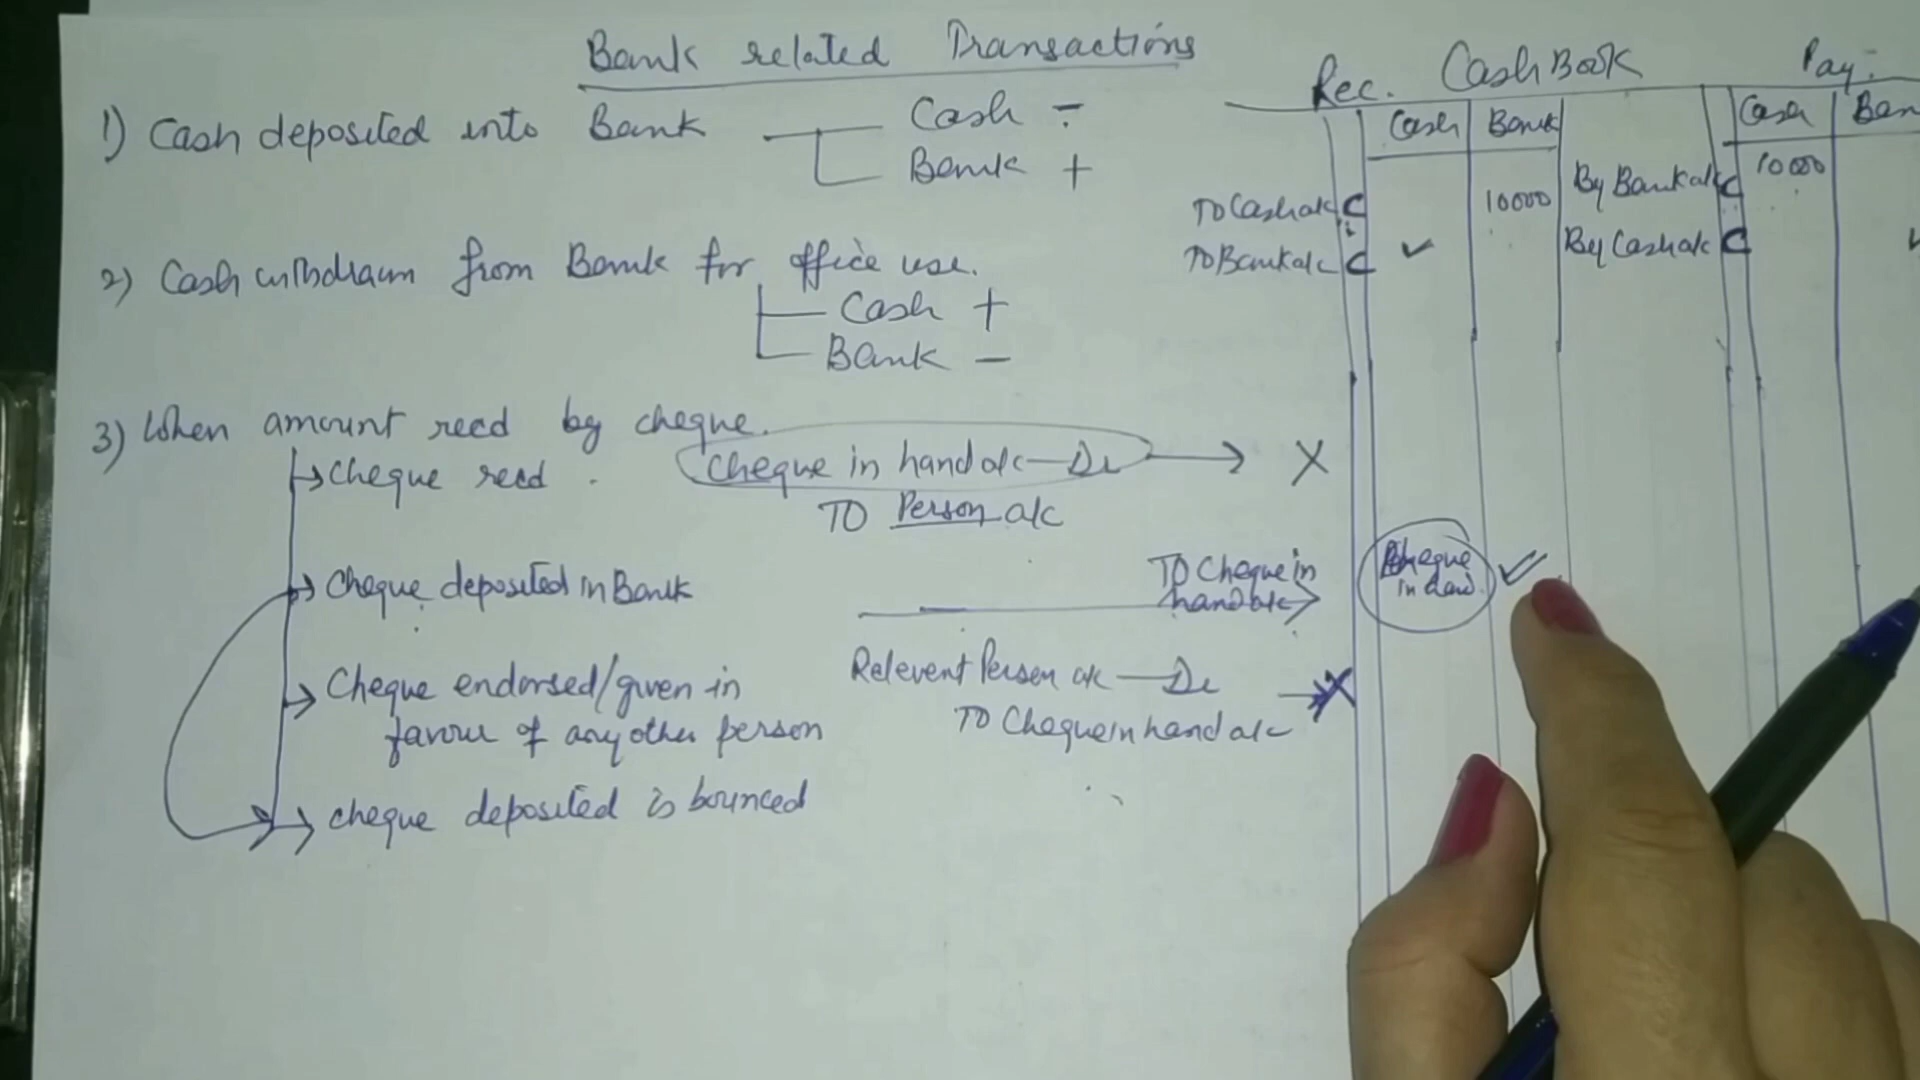 Bank related Transactions
1) Cash deposited into Bank
Cash -
Bank +
2) Cash withdrawn from Bank for office use.
Cash +
Bank -
3) When amount recd by cheque.
Cheque recd.
Cheque in hand a/c — Dr
TO Person a/c
Cheque deposited in Bank
Cheque endorsed/given in
favour of any other person
Relevent Person a/c — Dr
TO Cheque in hand a/c
cheque deposited is bounced
Rec. Cash Book Pay.
Cash Bank Cash
TO Cash a/c C 10000 By Bank a/c C 10000
TO Bank a/c C ✓ By Cash a/c C
X
TO Cheque in
hand a/c
Cheque
in
✓
X